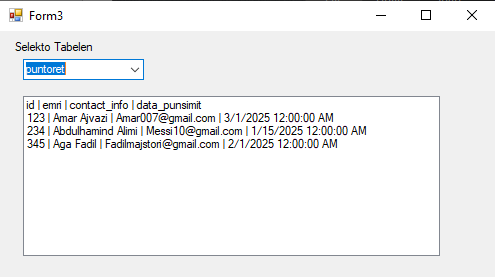 Form3
Selekto Tabelen
puntoret
id | emri | contact_info | data_punsimit
123 | Amar Ajvazi | Amar007@gmail.com | 3/1/2025 12:00:00 AM
234 | Abdulhamind Alimi | Messi10@gmail.com | 1/15/2025 12:00:00 AM
345 | Aga Fadil | Fadilmajstori@gmail.com | 2/1/2025 12:00:00 AM